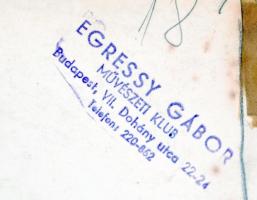 EGRESSY GÁBOR
MŰVÉSZETI KLUB
Budapest, VII. Dohány utca 22-24
Telefon: 220-862